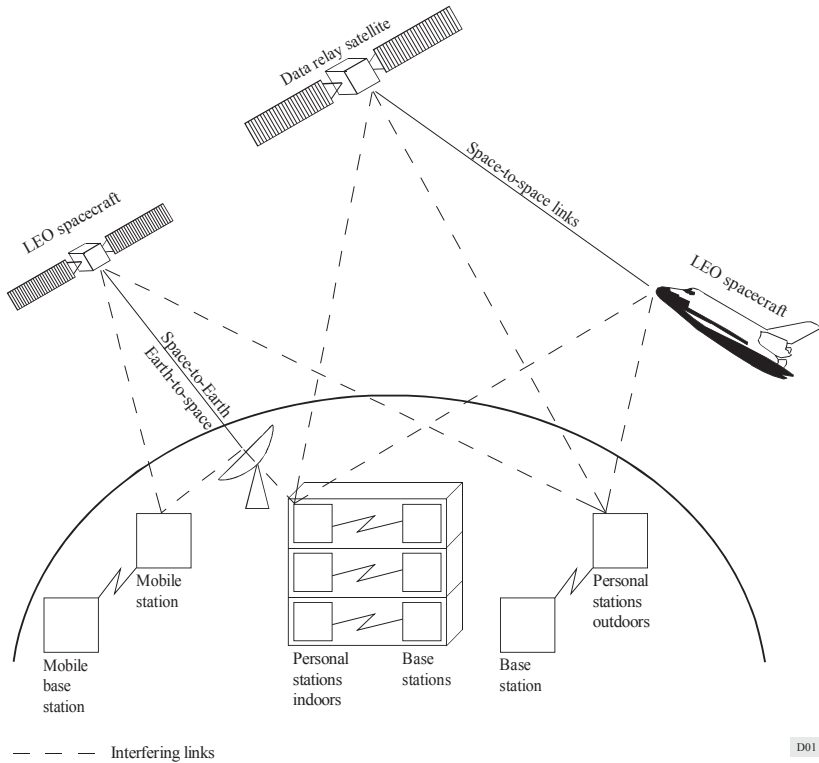 Data relay satellite
LEO spacecraft
Space-to-space links
LEO spacecraft
Space-to-Earth
Earth-to-space
Mobile
station
Personal
stations
outdoors
Mobile
base
station
Personal
stations
indoors
Base
stations
Base
station
Interfering links
D01